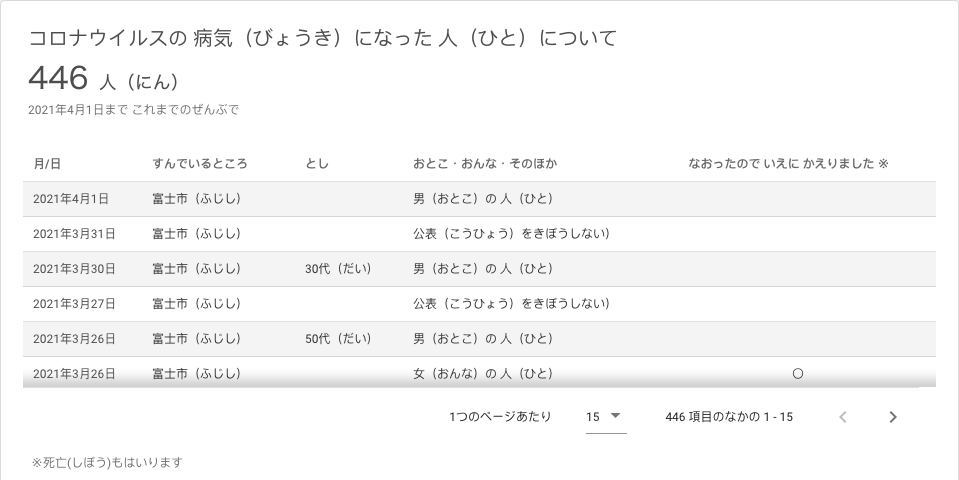 コロナウイルスの 病気（びょうき）になった 人（ひと）について
446 人（にん）
2021年4月1日まで これまでのぜんぶで
月/日 すんでいるところ とし おとこ・おんな・そのほか なおったので いえに かえりました ※
2021年4月1日 富士市（ふじし） 男（おとこ）の 人（ひと）
2021年3月31日 富士市（ふじし） 公表（こうひょう）をきぼうしない）
2021年3月30日 富士市（ふじし） 30代（だい） 男（おとこ）の 人（ひと）
2021年3月27日 富士市（ふじし） 公表（こうひょう）をきぼうしない）
2021年3月26日 富士市（ふじし） 50代（だい） 男（おとこ）の 人（ひと）
2021年3月26日 富士市（ふじし） 女（おんな）の 人（ひと） ○
1つのページあたり 15 446 項目のなかの 1 - 15
※死亡(しぼう)もはいります